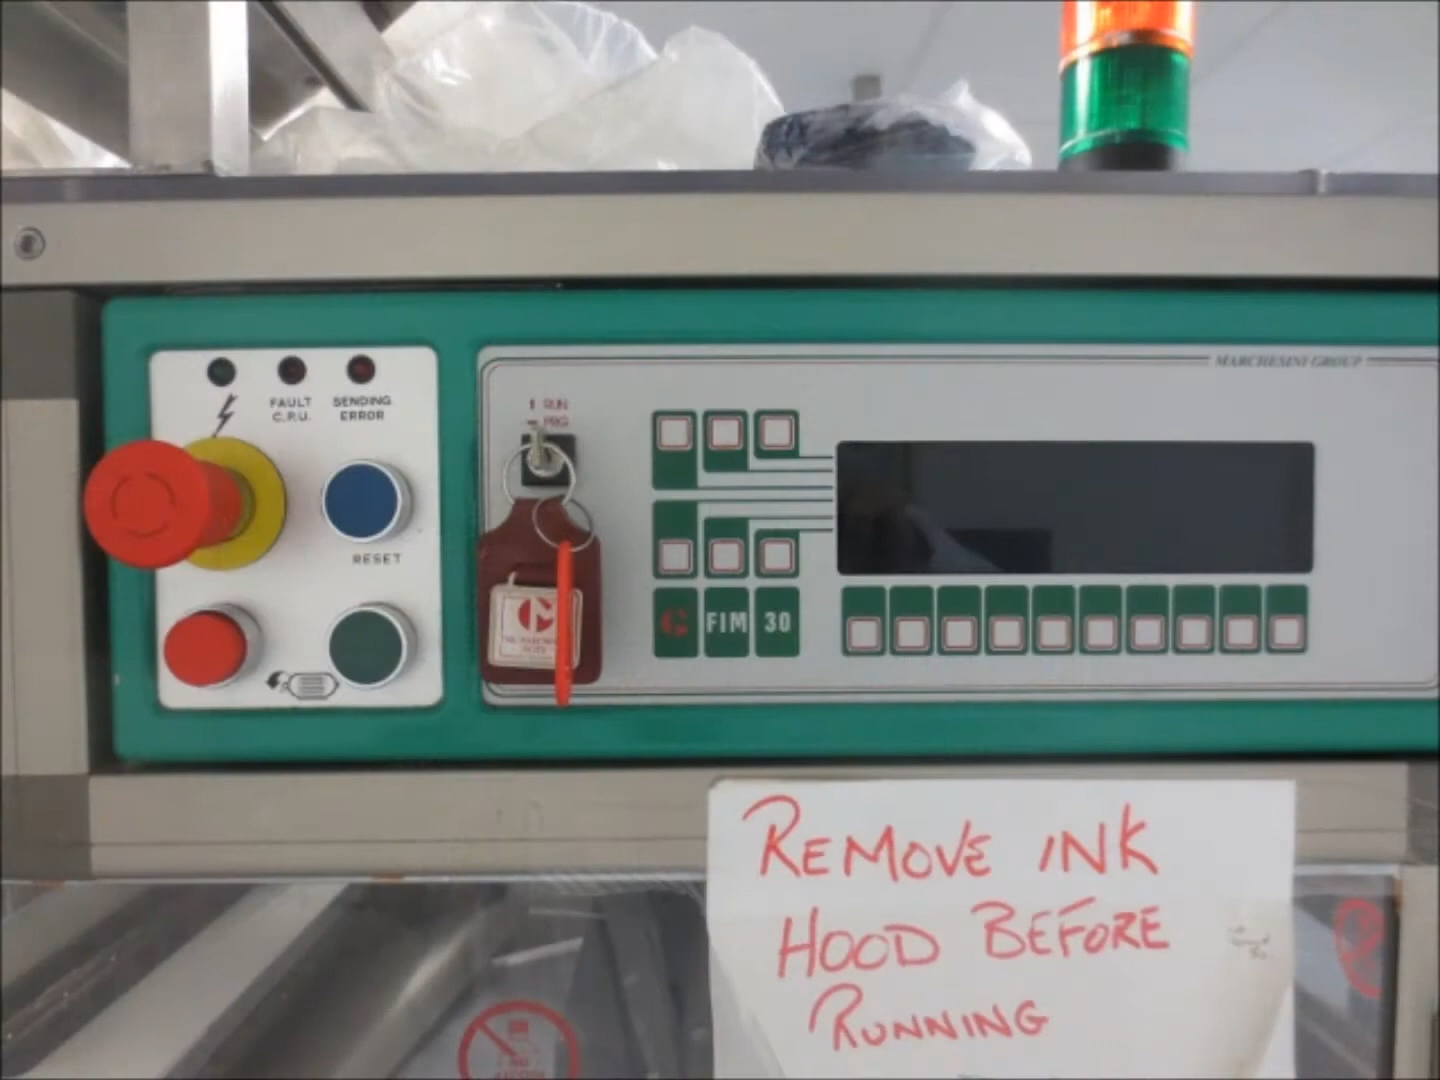 MARCHESINI GROUP
FAULT
C.P.U.
SENDING
ERROR
RUN
PRG
RESET
FIM 30
REMOVE INK
HOOD BEFORE
RUNNING